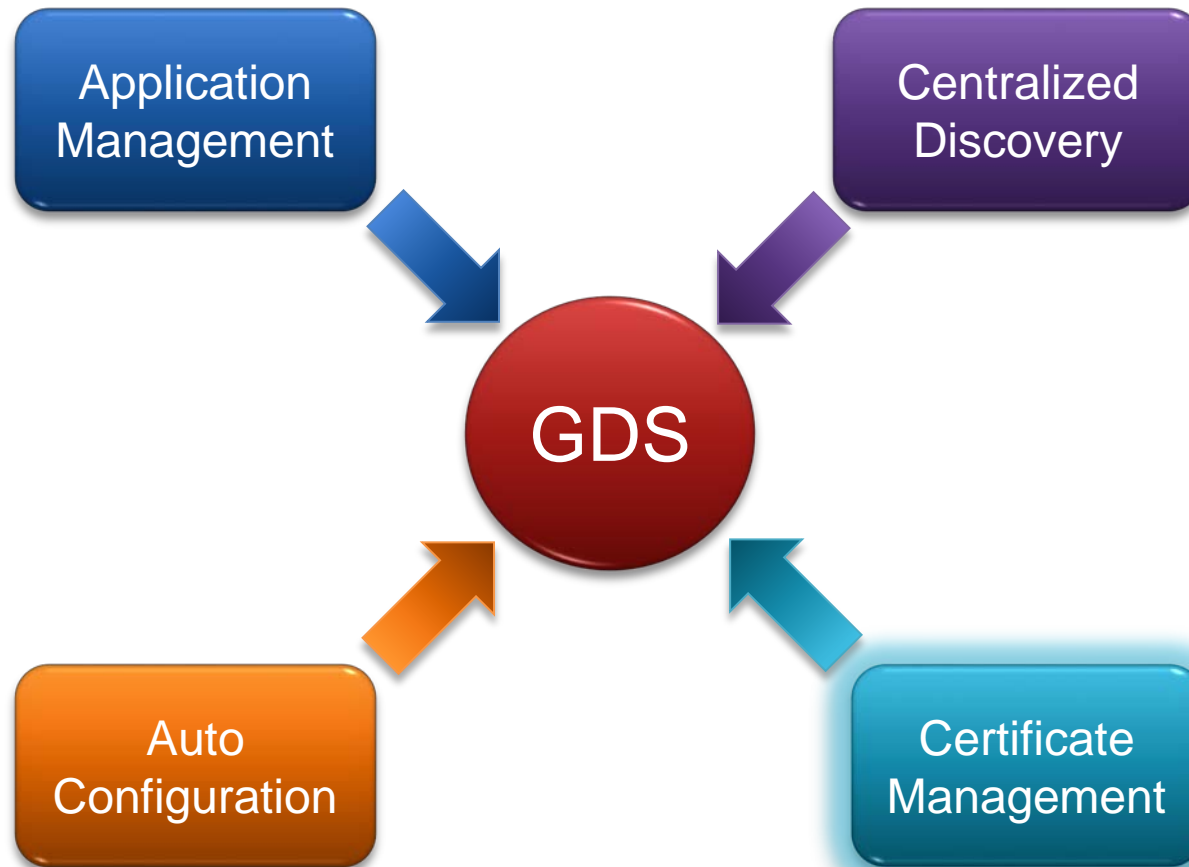 Application
Management
Centralized
Discovery
GDS
Auto
Configuration
Certificate
Management